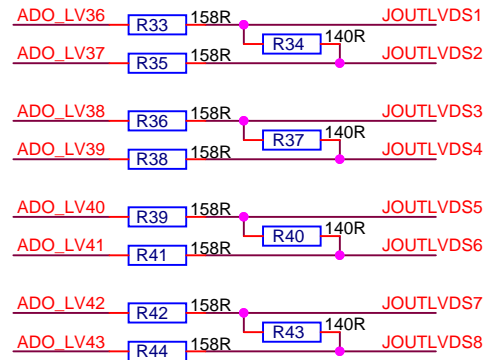 ADO_LV36 R33 158R JOUTLVDS1
R34 140R
ADO_LV37 R35 158R JOUTLVDS2
ADO_LV38 R36 158R JOUTLVDS3
R37 140R
ADO_LV39 R38 158R JOUTLVDS4
ADO_LV40 R39 158R JOUTLVDS5
R40 140R
ADO_LV41 R41 158R JOUTLVDS6
ADO_LV42 R42 158R JOUTLVDS7
R43 140R
ADO_LV43 R44 158R JOUTLVDS8